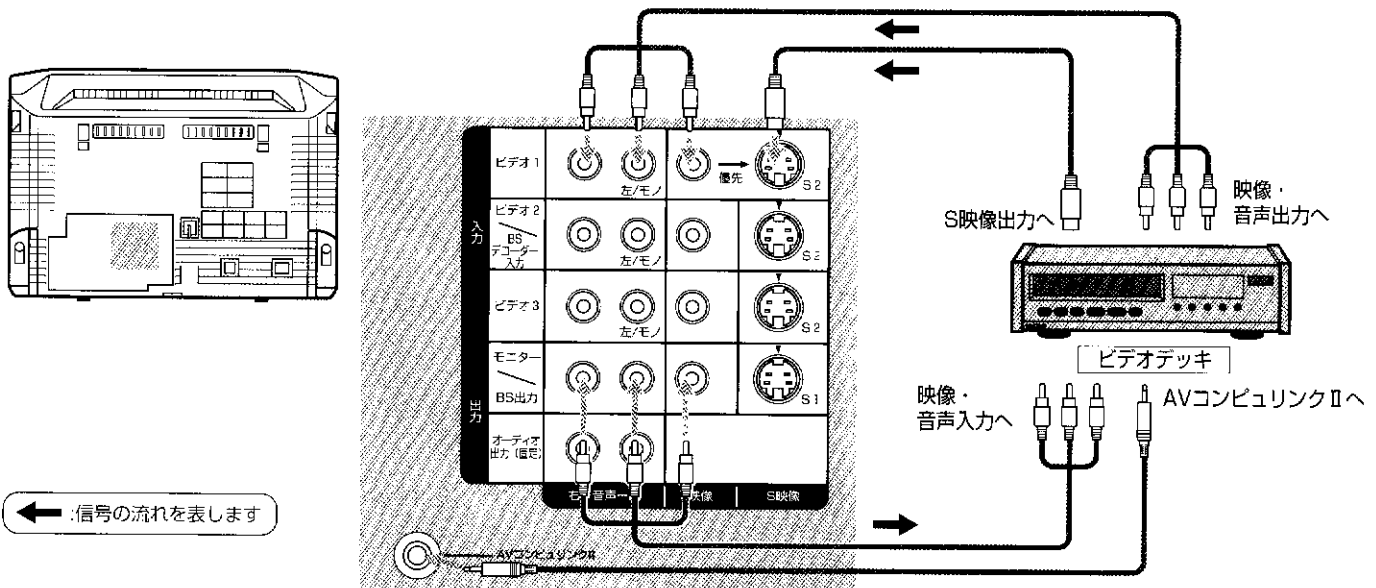 入力
出力
ビデオ1
左/モノ
優先
S2
ビデオ2
BS
デコーダー
入力
左/モノ
S2
ビデオ3
左/モノ
S2
モニター
BS出力
S1
オーディオ
出力(固定)
音声
映像
S映像
AVコンピュリンクⅡ
←:信号の流れを表します
S映像出力へ
映像・
音声出力へ
ビデオデッキ
映像・
音声入力へ
AVコンピュリンクⅡへ